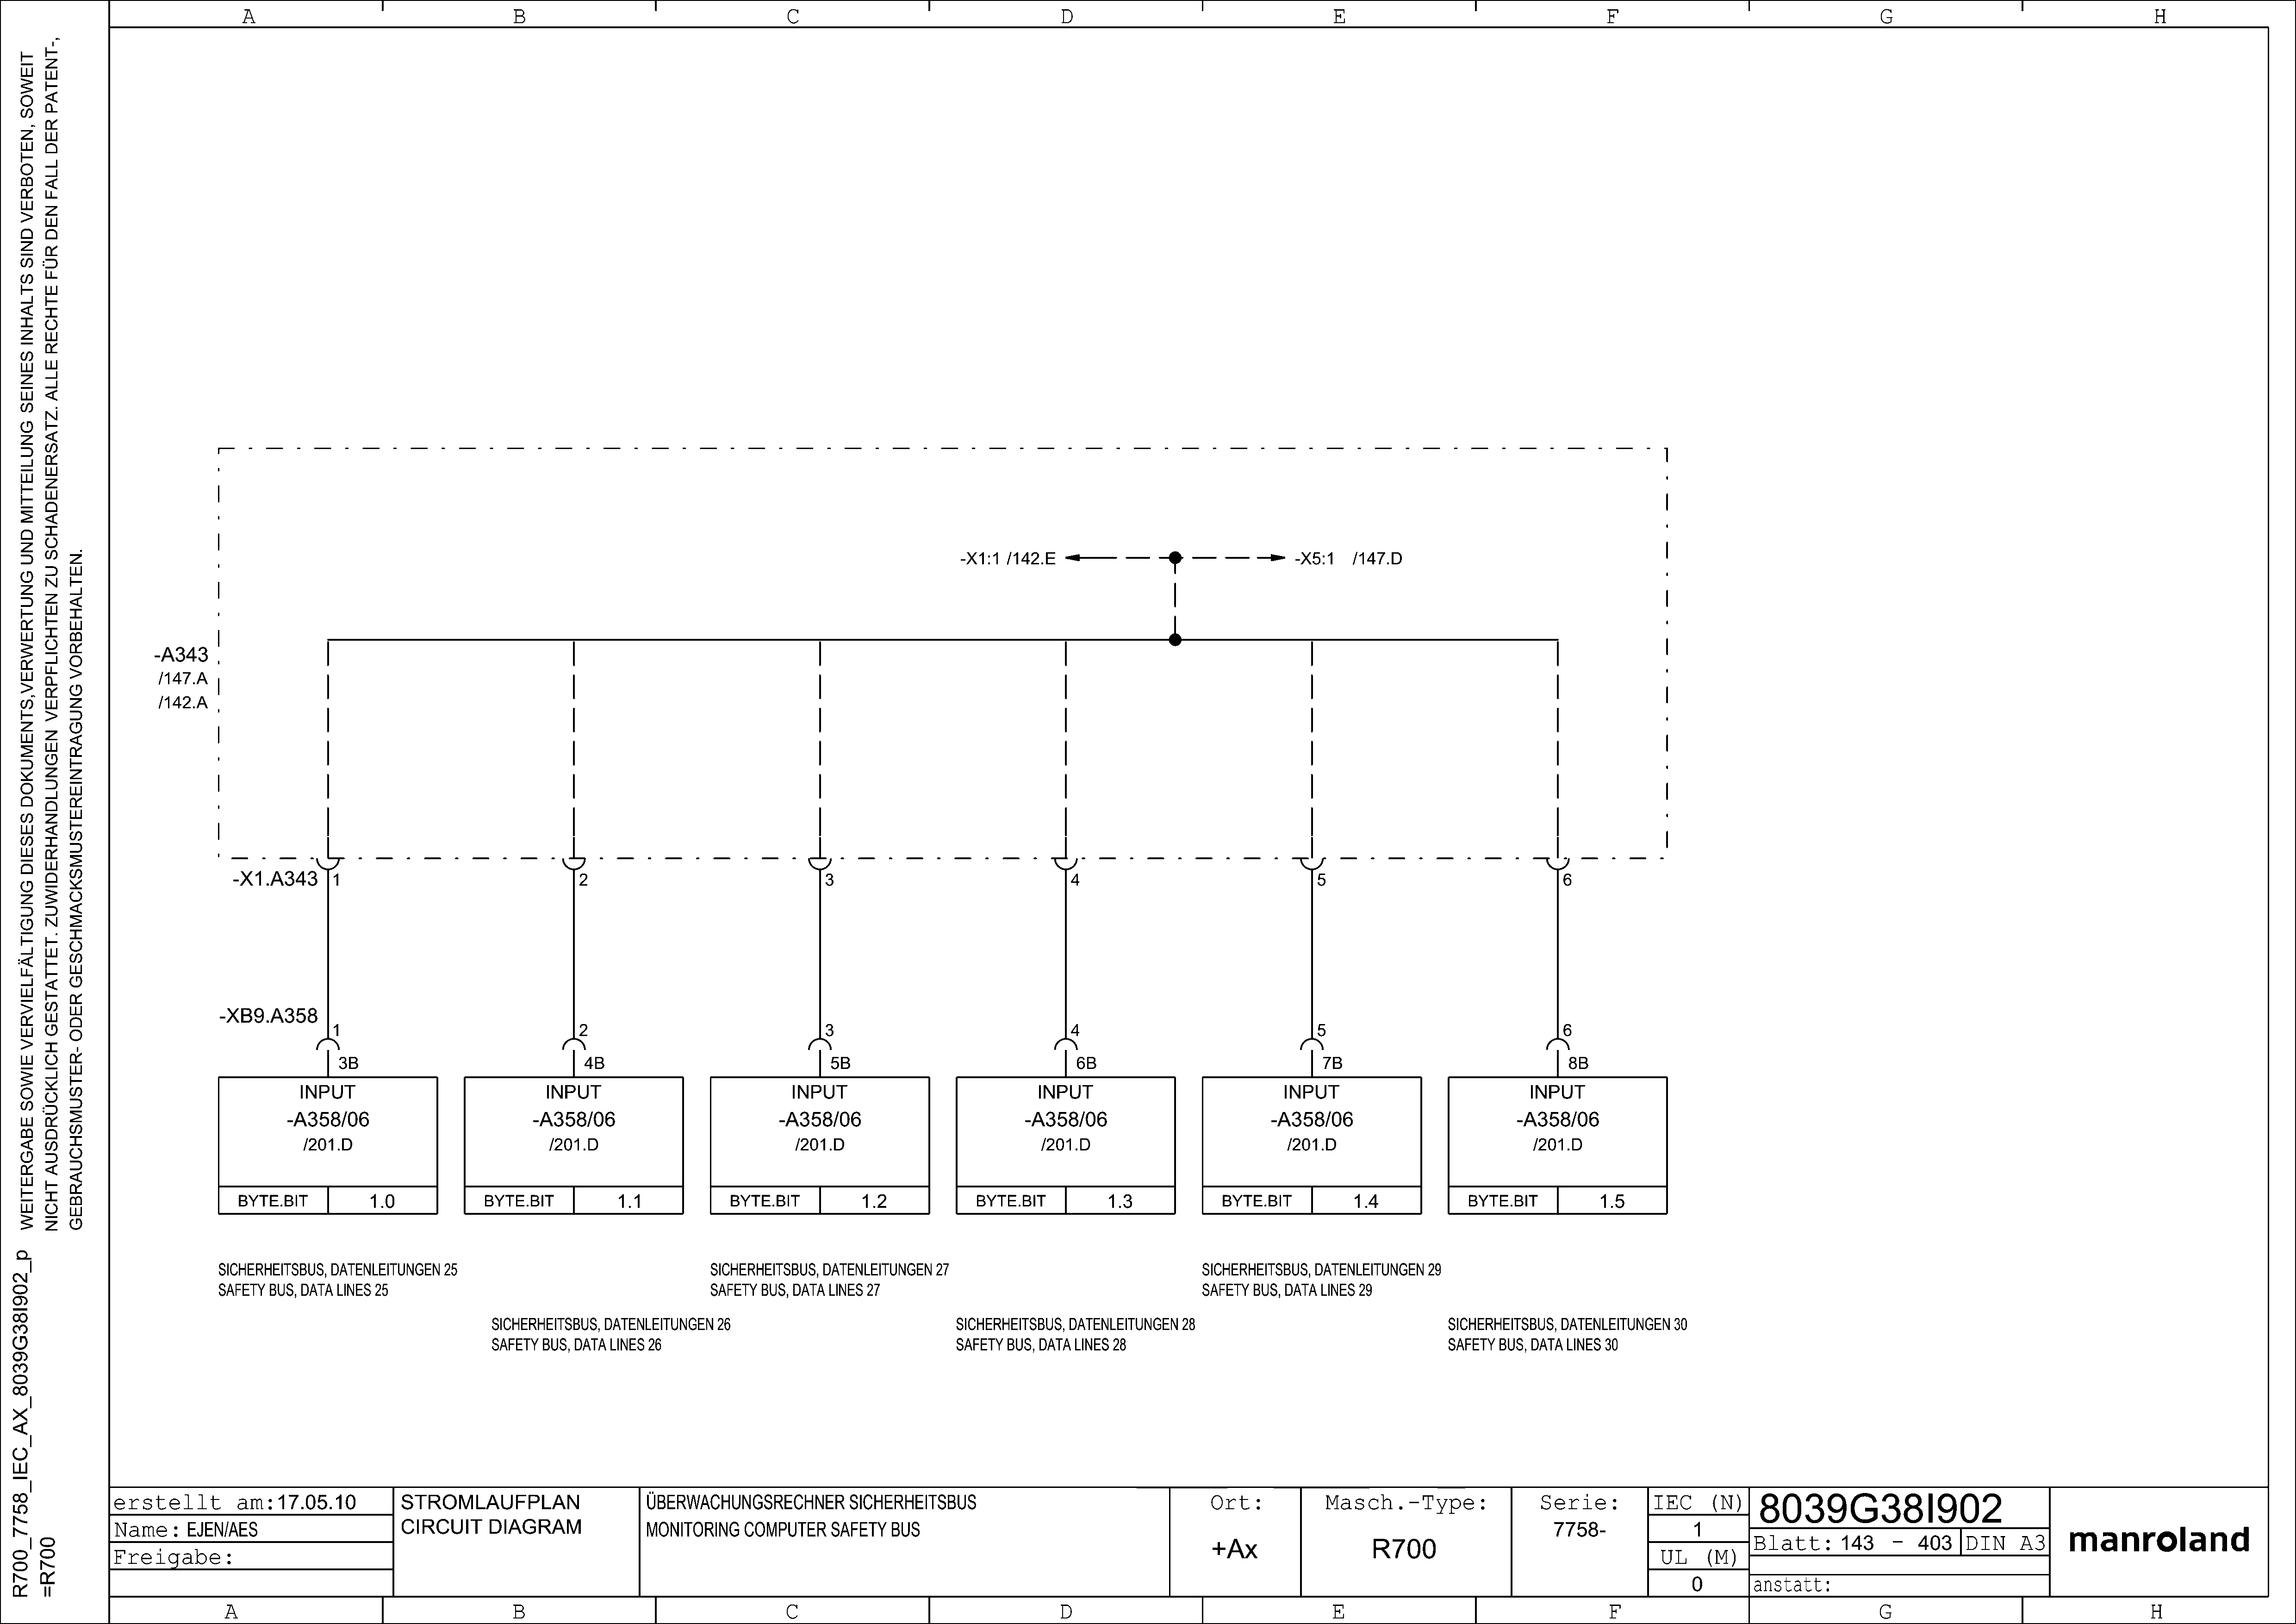 A B C D E F G H
WEITERGABE SOWIE VERVIELFÄLTIGUNG DIESES DOKUMENTS,VERWERTUNG UND MITTEILUNG SEINES INHALTS SIND VERBOTEN, SOWEIT
NICHT AUSDRÜCKLICH GESTATTET. ZUWIDERHANDLUNGEN VERPFLICHTEN ZU SCHADENERSATZ. ALLE RECHTE FÜR DEN FALL DER PATENT-,
GEBRAUCHSMUSTER- ODER GESCHMACKSMUSTEREINTRAGUNG VORBEHALTEN.
R700_7758_IEC_AX_8039G38I902_p
=R700
-X1:1 /142.E -X5:1 /147.D
-A343
/147.A
/142.A
-X1.A343 1 2 3 4 5 6
-XB9.A358
1 2 3 4 5 6
3B 4B 5B 6B 7B 8B
INPUT INPUT INPUT INPUT INPUT INPUT
-A358/06 -A358/06 -A358/06 -A358/06 -A358/06 -A358/06
/201.D /201.D /201.D /201.D /201.D /201.D
BYTE.BIT 1.0 BYTE.BIT 1.1 BYTE.BIT 1.2 BYTE.BIT 1.3 BYTE.BIT 1.4 BYTE.BIT 1.5
SICHERHEITSBUS, DATENLEITUNGEN 25
SAFETY BUS, DATA LINES 25
SICHERHEITSBUS, DATENLEITUNGEN 26
SAFETY BUS, DATA LINES 26
SICHERHEITSBUS, DATENLEITUNGEN 27
SAFETY BUS, DATA LINES 27
SICHERHEITSBUS, DATENLEITUNGEN 28
SAFETY BUS, DATA LINES 28
SICHERHEITSBUS, DATENLEITUNGEN 29
SAFETY BUS, DATA LINES 29
SICHERHEITSBUS, DATENLEITUNGEN 30
SAFETY BUS, DATA LINES 30
erstellt am:17.05.10
Name: EJEN/AES
Freigabe:
STROMLAUFPLAN
CIRCUIT DIAGRAM
ÜBERWACHUNGSRECHNER SICHERHEITSBUS
MONITORING COMPUTER SAFETY BUS
Ort:
+Ax
Masch.-Type:
R700
Serie:
7758-
IEC (N)
1
UL (M)
0
8039G38I902
Blatt: 143 - 403 DIN A3
anstatt:
manroland
A B C D E F G H